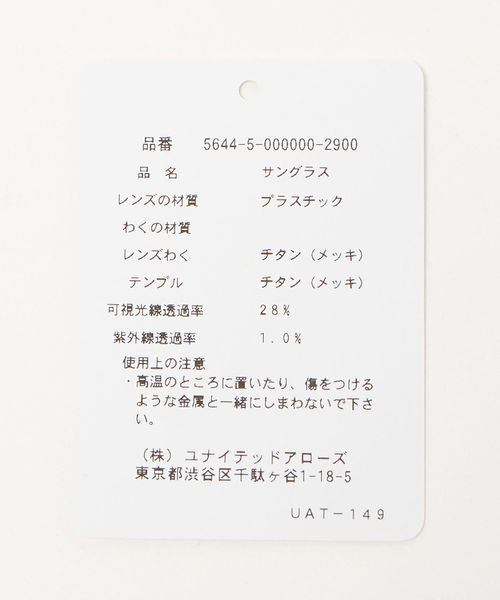 品番 5644-5-000000-2900
品 名 サングラス
レンズの材質 プラスチック
わくの材質
レンズわく チタン（メッキ）
テンプル チタン（メッキ）
可視光線透過率 28%
紫外線透過率 1.0%
使用上の注意
・高温のところに置いたり、傷をつける
ような金属と一緒にしまわないで下さ
い。
（株）ユナイテッドアローズ
東京都渋谷区千駄ヶ谷1-18-5
UAT-149